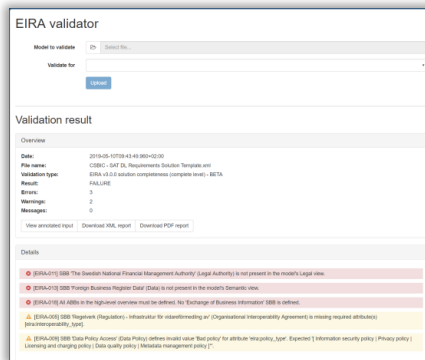 EIRA validator
Model to validate
Select file...
Validate for
Upload
Validation result
Overview
Date: 2019-05-10T09:43:49.860+02:00
File name: CSBIC - SAT DL Requirements Solution Template.xml
Validation type: EIRA v3.0.0 solution completeness (complete level) - BETA
Result: FAILURE
Errors: 3
Warnings: 2
Messages: 0
View annotated input Download XML report Download PDF report
Details
[EIRA-011] SBB 'The Swedish National Financial Management Authority' (Legal Authority) is not present in the model's Legal view.
[EIRA-013] SBB 'Foreign Business Register Data' (Data) is not present in the model's Semantic view.
[EIRA-016] All ABBs in the high-level overview must be defined. No 'Exchange of Business Information' SBB is defined.
[EIRA-005] SBB 'Regelverk (Regulation) - infrastruktur för vidareförmedling av' (Organisational Interoperability Agreement) is missing required attribute(s)
[eira:interoperability_type].
[EIRA-008] SBB 'Data Policy Access' (Data Policy) defines invalid value 'Bad policy' for attribute 'eira:policy_type'. Expected '[ Information security policy | Privacy policy |
Licensing and charging policy | Data quality policy | Metadata management policy ]'".